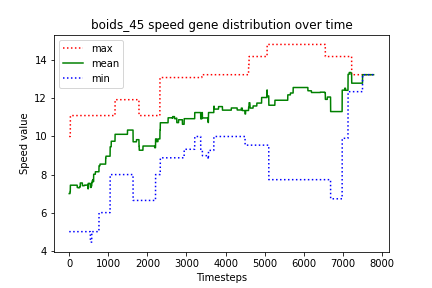 boids_45 speed gene distribution over time
max
mean
min
Speed value
14
12
10
8
6
4
0 1000 2000 3000 4000 5000 6000 7000 8000
Timesteps